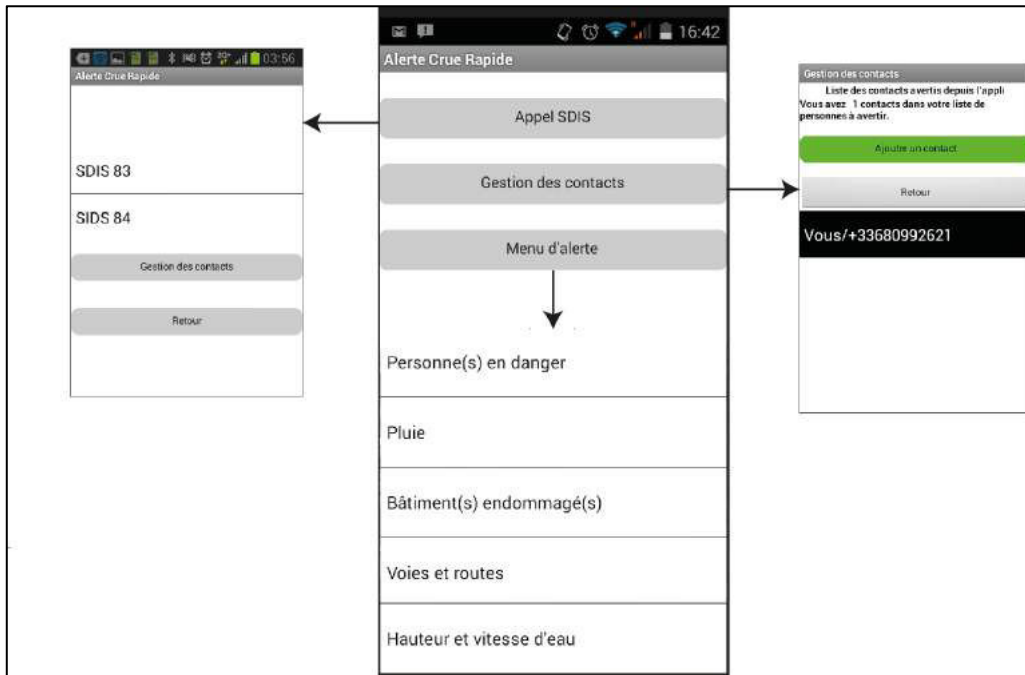 03:56
Alerte Crue Rapide
SDIS 83
SIDS 84
Gestion des contacts
Retour
16:42
Alerte Crue Rapide
Appel SDIS
Gestion des contacts
Menu d'alerte
Personne(s) en danger
Pluie
Bâtiment(s) endommagé(s)
Voies et routes
Hauteur et vitesse d'eau
Gestion des contacts
Liste des contacts avertis depuis l'appli
Vous avez 1 contacts dans votre liste de
personnes à avertir.
Ajouter un contact
Retour
Vous/+33680992621